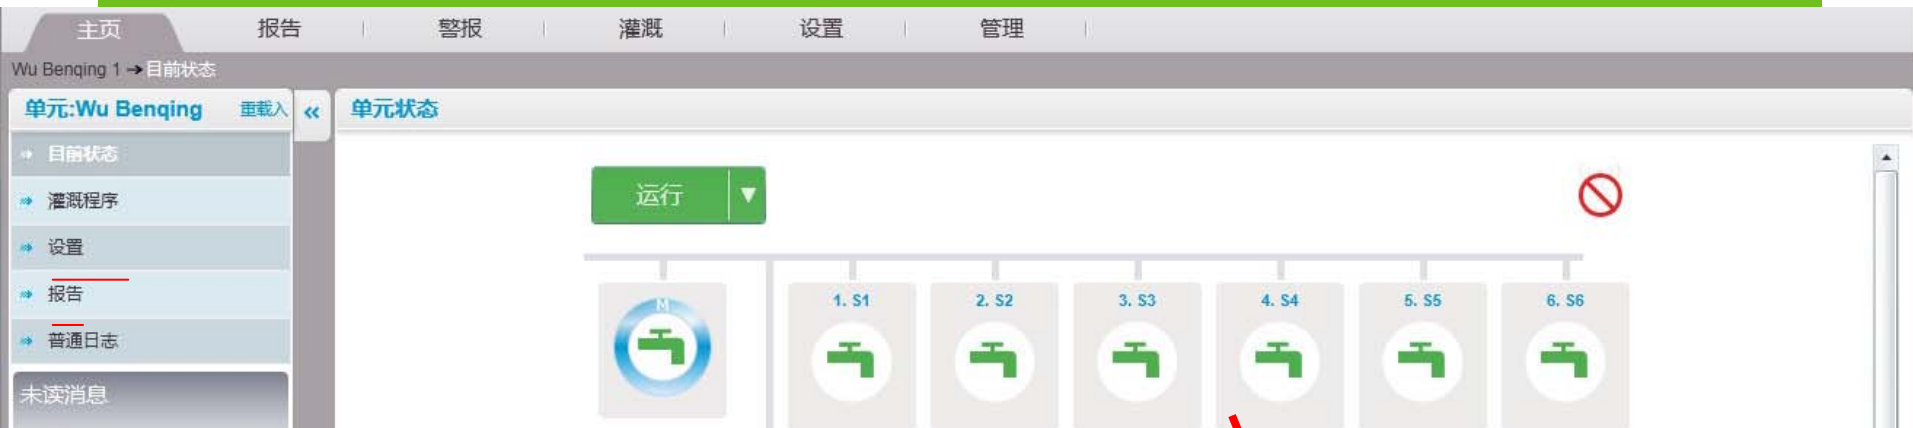 主页 报告 警报 灌溉 设置 管理
Wu Benqing 1 ➔ 目前状态
单元:Wu Benqing 重载入 « 单元状态
目前状态
灌溉程序
设置
报告
普通日志
未读消息
运行 ▼
M 1. S1 2. S2 3. S3 4. S4 5. S5 6. S6